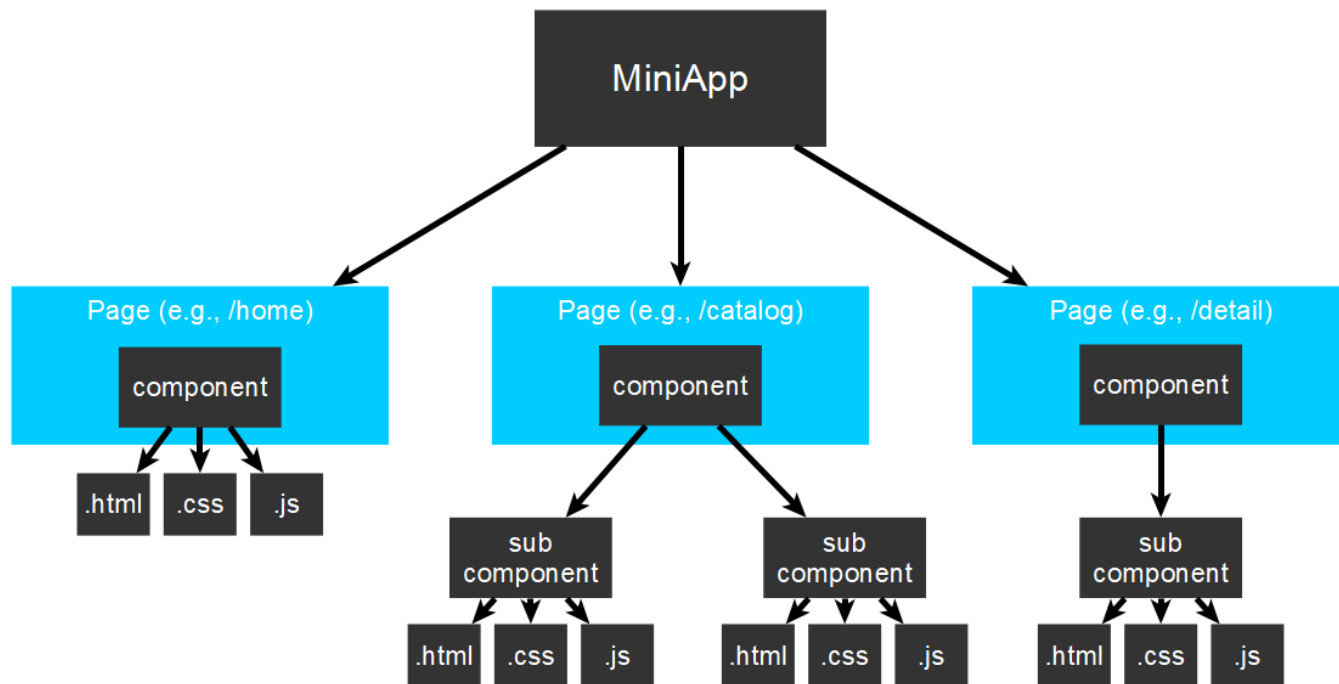 MiniApp
Page (e.g., /home)
component
.html
.css
.js
Page (e.g., /catalog)
component
sub
component
.html
.css
.js
sub
component
.html
.css
.js
Page (e.g., /detail)
component
sub
component
.html
.css
.js